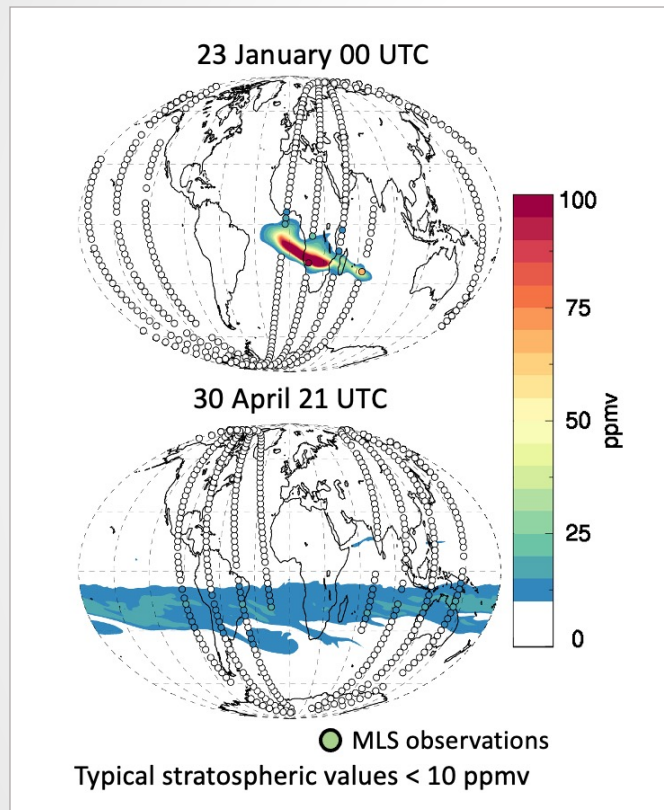 23 January 00 UTC
100
75
50
25
0
ppmv
30 April 21 UTC
MLS observations
Typical stratospheric values < 10 ppmv